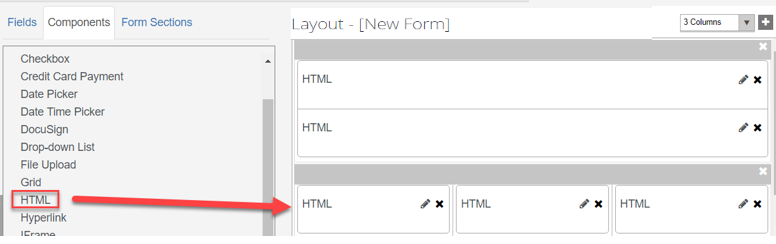 Fields Components Form Sections
Checkbox
Credit Card Payment
Date Picker
Date Time Picker
DocuSign
Drop-down List
File Upload
Grid
HTML
Hyperlink
IFrame
Layout - [New Form] 3 Columns
HTML
HTML
HTML HTML HTML